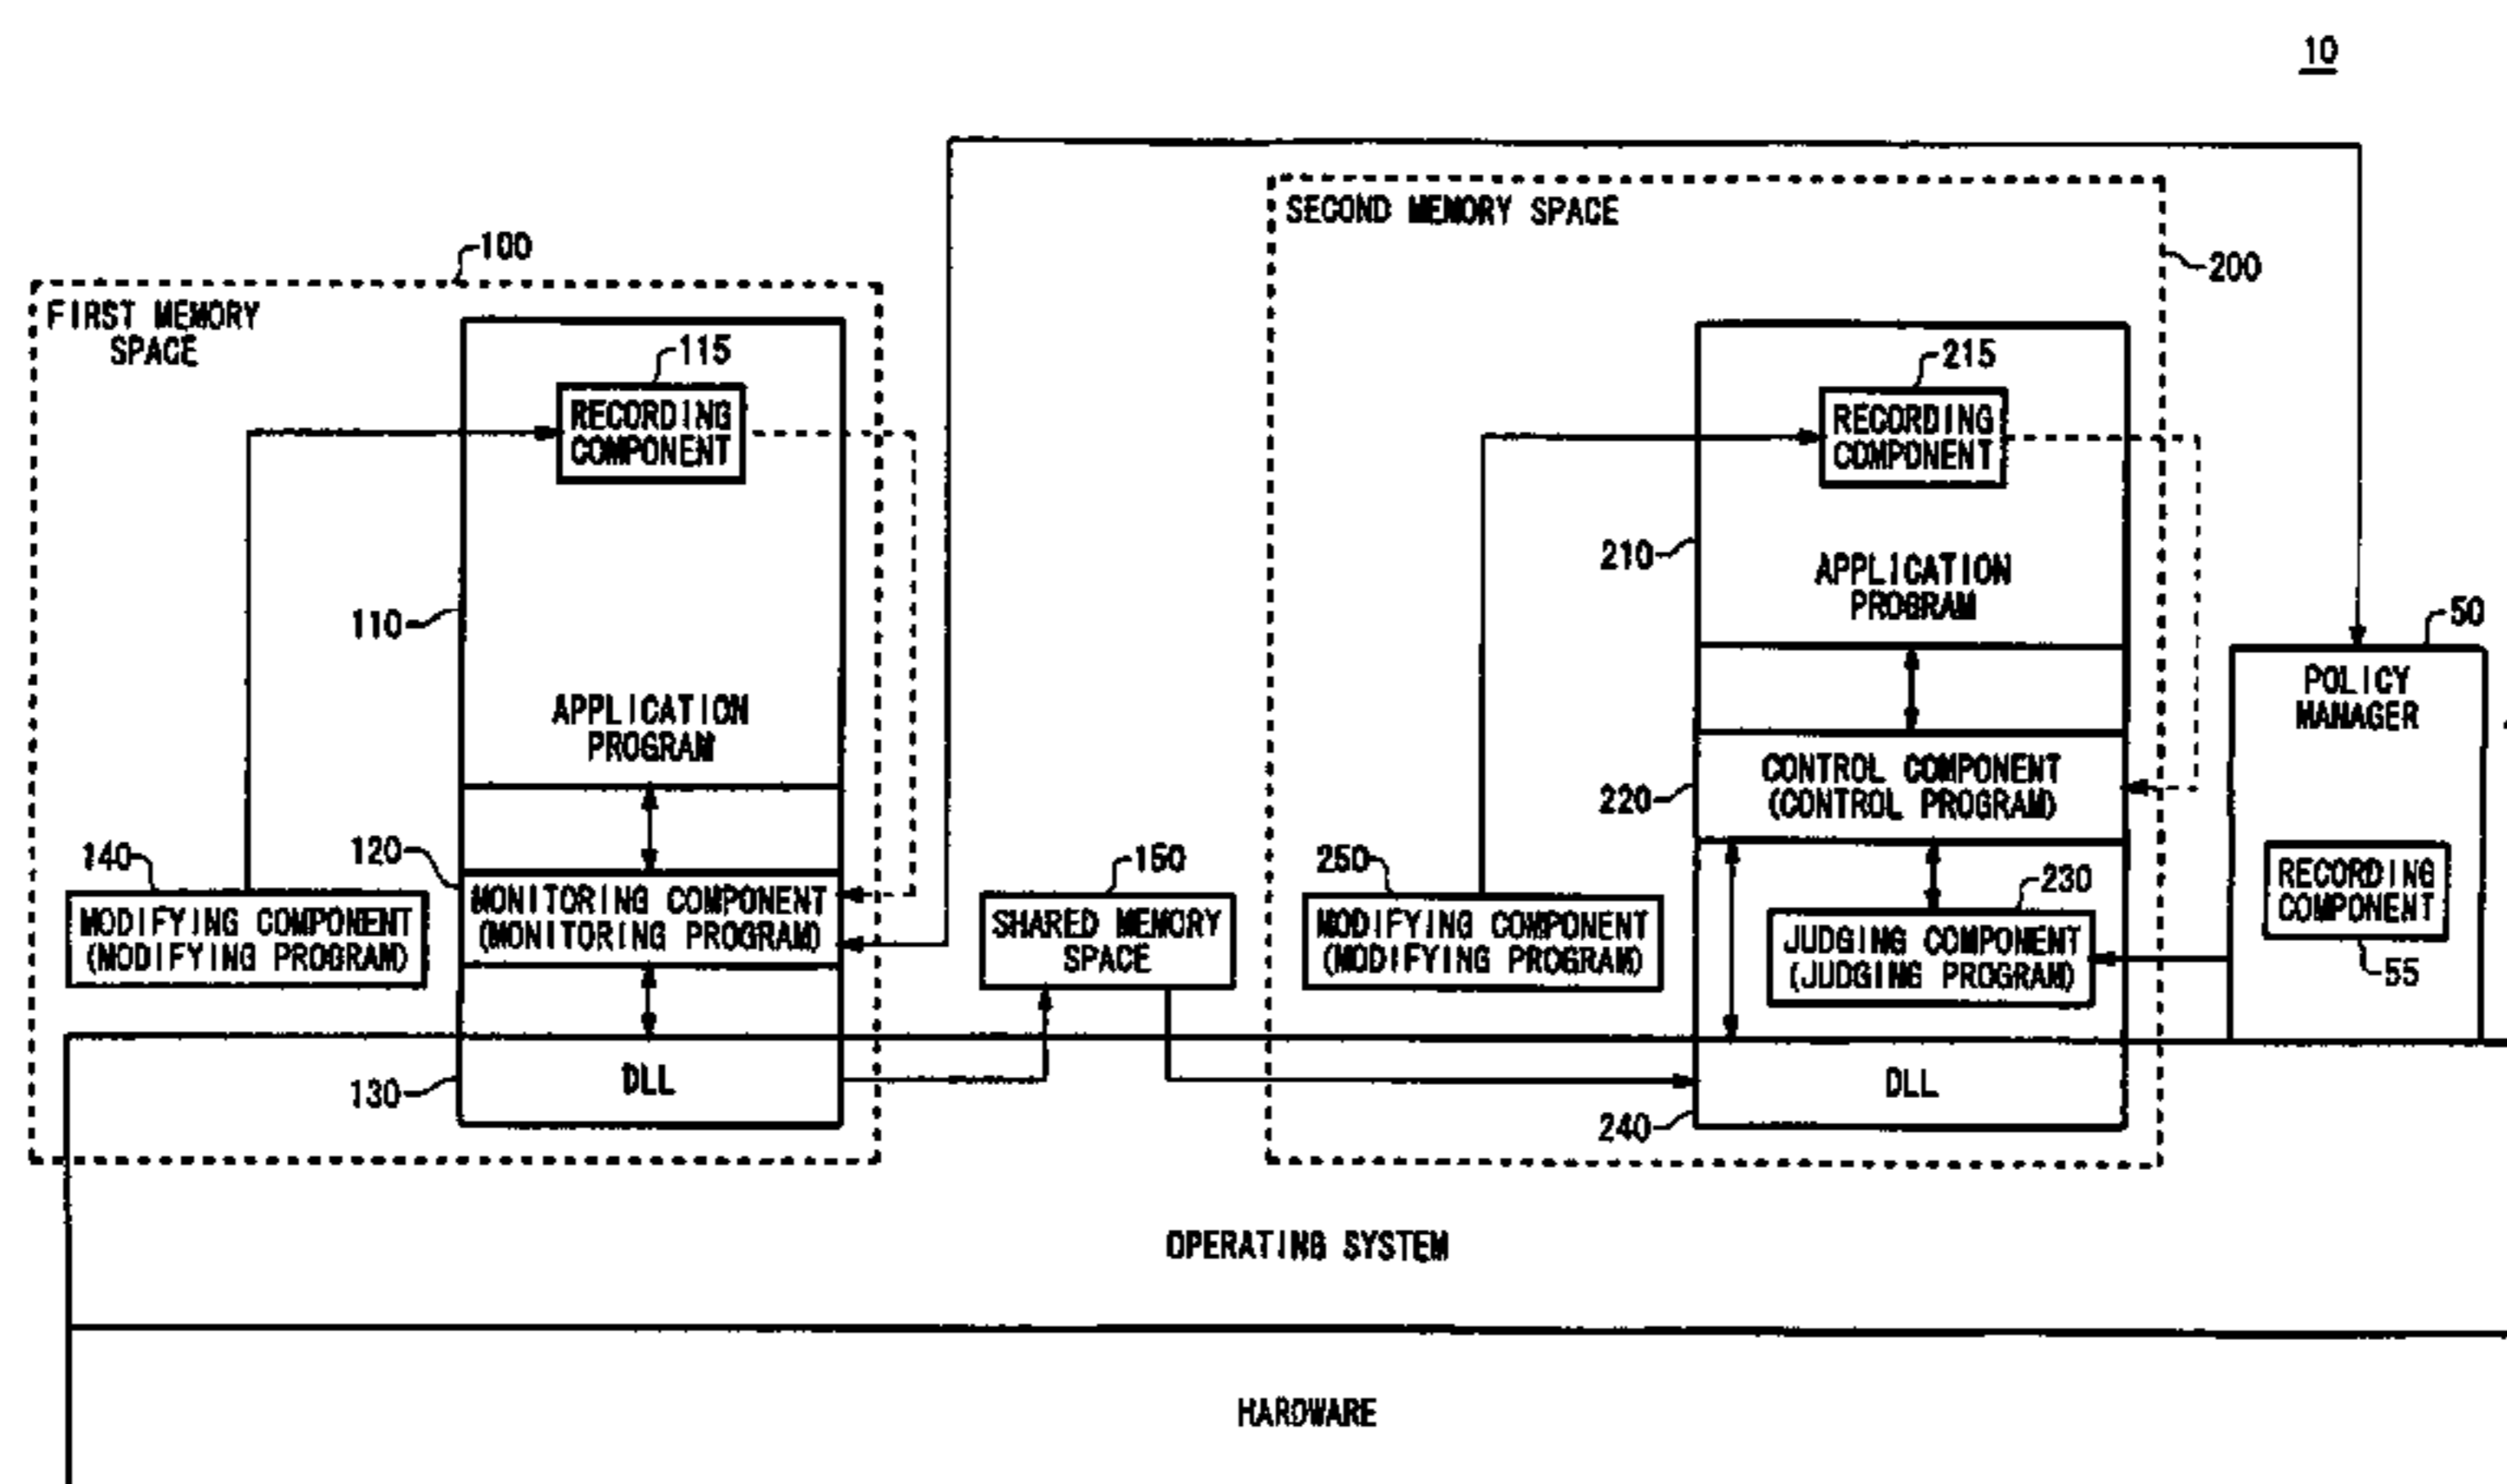 10
SECOND MEMORY SPACE
100
200
FIRST MEMORY
SPACE
115
215
RECORDING
COMPONENT
RECORDING
COMPONENT
210
APPLICATION
PROGRAM
110
50
POLICY
MANAGER
APPLICATION
PROGRAM
CONTROL COMPONENT
(CONTROL PROGRAM)
220
140
120
150
250
230
RECORDING
COMPONENT
MODIFYING COMPONENT
(MODIFYING PROGRAM)
MONITORING COMPONENT
(MONITORING PROGRAM)
SHARED MEMORY
SPACE
MODIFYING COMPONENT
(MODIFYING PROGRAM)
JUDGING COMPONENT
(JUDGING PROGRAM)
55
130
DLL
DLL
240
OPERATING SYSTEM
HARDWARE